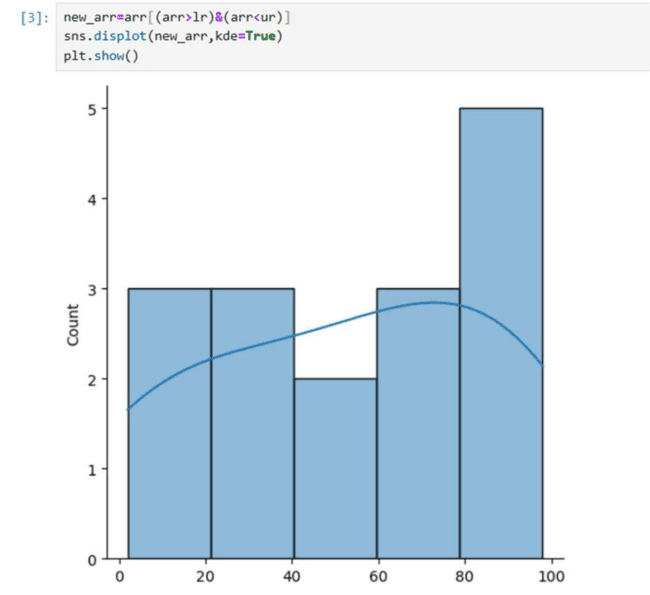 [3]: new_arr=arr[(arr>lr)&(arr<ur)]
sns.displot(new_arr,kde=True)
plt.show()
5
4
3
2
1
0
Count
0 20 40 60 80 100